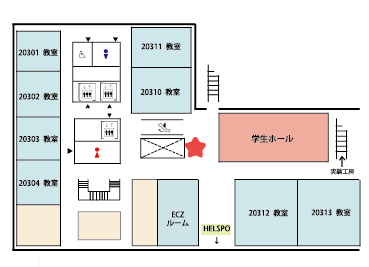 20301 教室
20311 教室
20302 教室
20310 教室
20303 教室
学生ホール
20304 教室
実験工房
ECZ
ルーム
HELSPO
↓
20312 教室
20313 教室